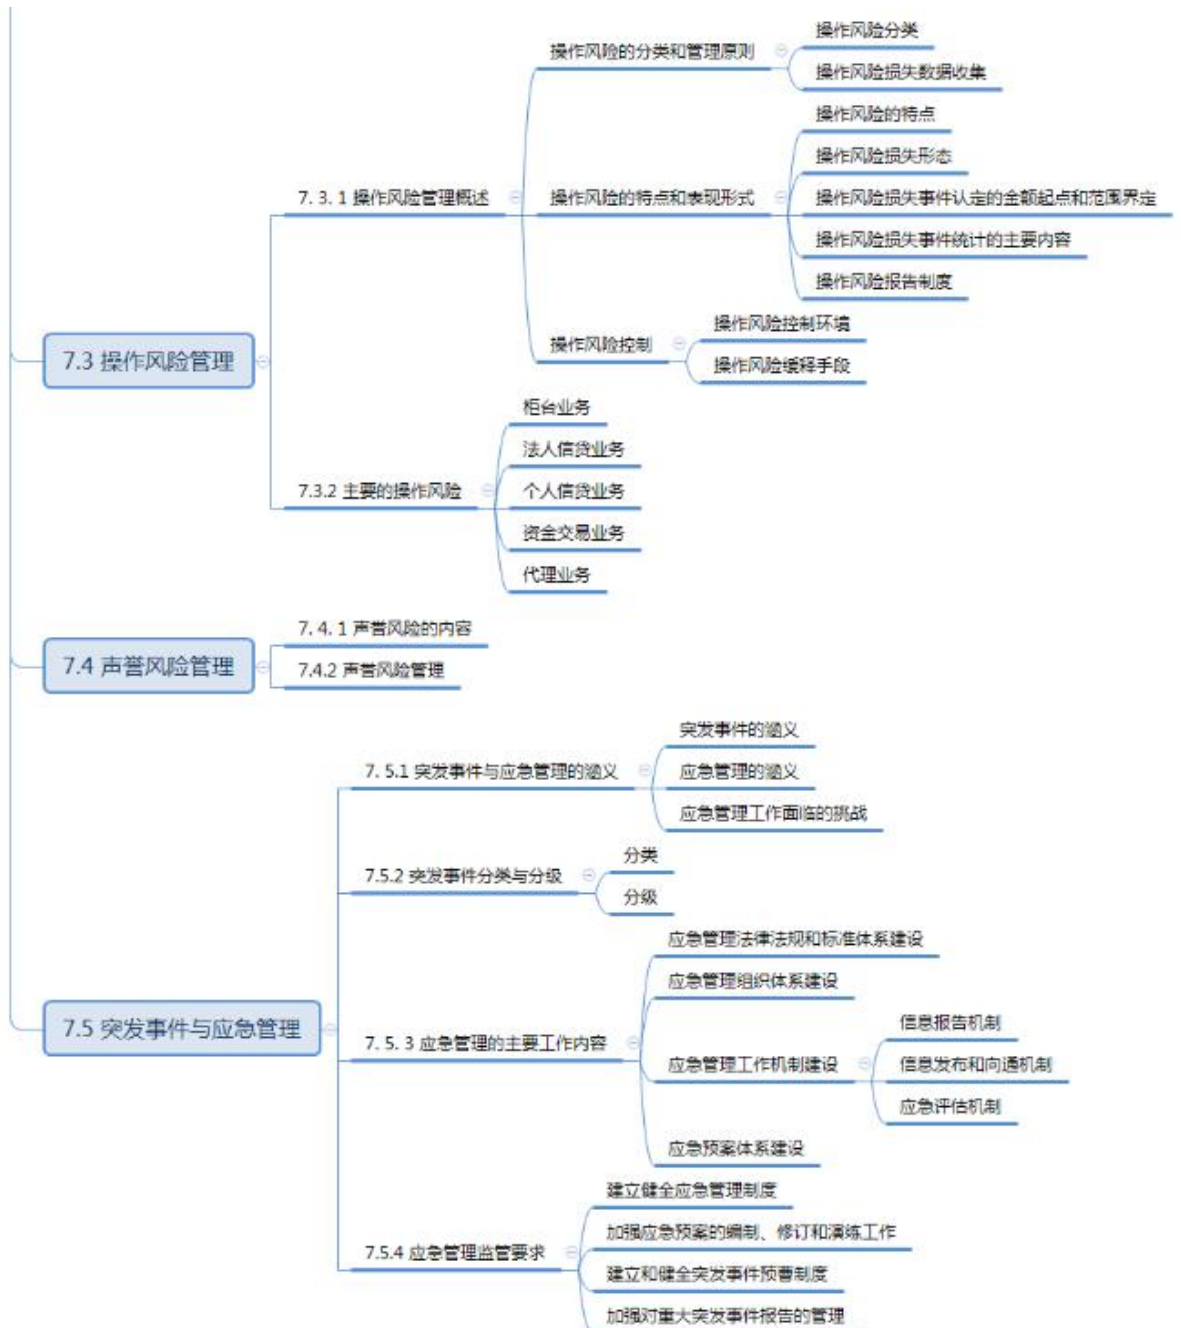 7.3 操作风险管理
7. 3. 1 操作风险管理概述
操作风险的分类和管理原则
操作风险分类
操作风险损失数据收集
操作风险的特点和表现形式
操作风险的特点
操作风险损失形态
操作风险损失事件认定的金额起点和范围界定
操作风险损失事件统计的主要内容
操作风险报告制度
操作风险控制
操作风险控制环境
操作风险缓释手段
7.3.2 主要的操作风险
柜台业务
法人信贷业务
个人信贷业务
资金交易业务
代理业务
7.4 声誉风险管理
7. 4. 1 声誉风险的内容
7.4.2 声誉风险管理
7.5 突发事件与应急管理
7. 5.1 突发事件与应急管理的涵义
突发事件的涵义
应急管理的涵义
应急管理工作面临的挑战
7.5.2 突发事件分类与分级
分类
分级
7. 5. 3 应急管理的主要工作内容
应急管理法律法规和标准体系建设
应急管理组织体系建设
应急管理工作机制建设
信息报告机制
信息发布和向通机制
应急评估机制
应急预案体系建设
7.5.4 应急管理监管要求
建立健全应急管理制度
加强应急预案的编制、修订和演练工作
建立和健全突发事件预曹制度
加强对重大突发事件报告的管理